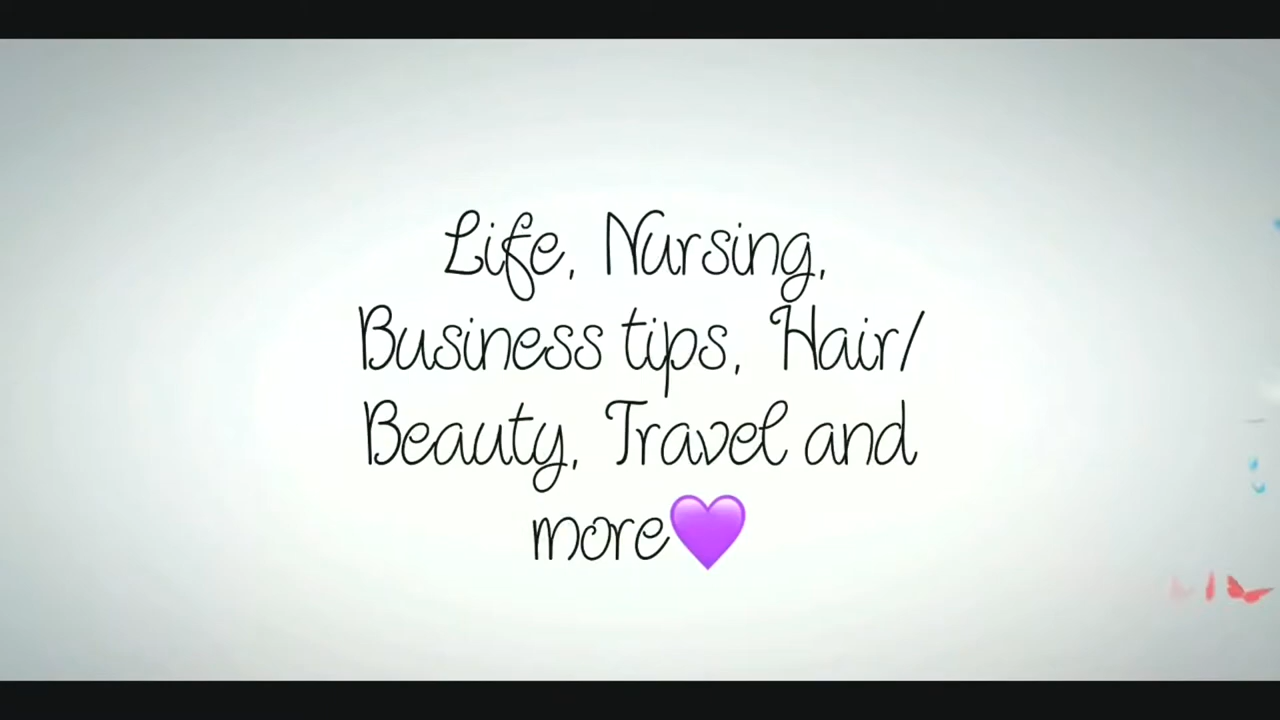 Life, Nursing,
Business tips, Hair/
Beauty, Travel and
more💜